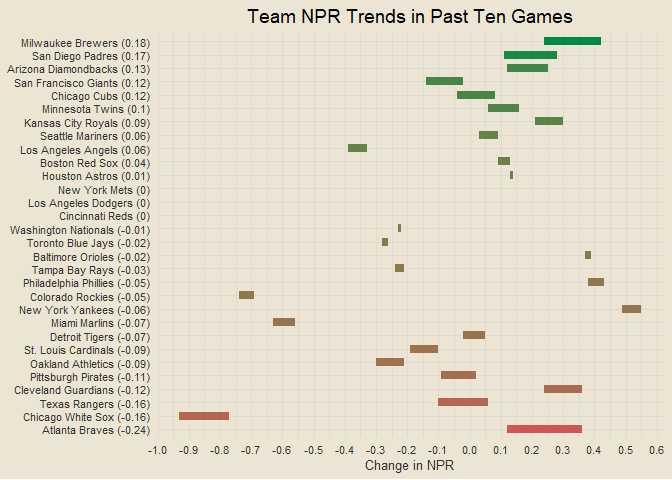 Team NPR Trends in Past Ten Games
Milwaukee Brewers (0.18)
San Diego Padres (0.17)
Arizona Diamondbacks (0.13)
San Francisco Giants (0.12)
Chicago Cubs (0.12)
Minnesota Twins (0.1)
Kansas City Royals (0.09)
Seattle Mariners (0.06)
Los Angeles Angels (0.06)
Boston Red Sox (0.04)
Houston Astros (0.01)
New York Mets (0)
Los Angeles Dodgers (0)
Cincinnati Reds (0)
Washington Nationals (-0.01)
Toronto Blue Jays (-0.02)
Baltimore Orioles (-0.02)
Tampa Bay Rays (-0.03)
Philadelphia Phillies (-0.05)
Colorado Rockies (-0.05)
New York Yankees (-0.06)
Miami Marlins (-0.07)
Detroit Tigers (-0.07)
St. Louis Cardinals (-0.09)
Oakland Athletics (-0.09)
Pittsburgh Pirates (-0.11)
Cleveland Guardians (-0.12)
Texas Rangers (-0.16)
Chicago White Sox (-0.16)
Atlanta Braves (-0.24)
-1.0 -0.9 -0.8 -0.7 -0.6 -0.5 -0.4 -0.3 -0.2 -0.1 0.0 0.1 0.2 0.3 0.4 0.5 0.6
Change in NPR